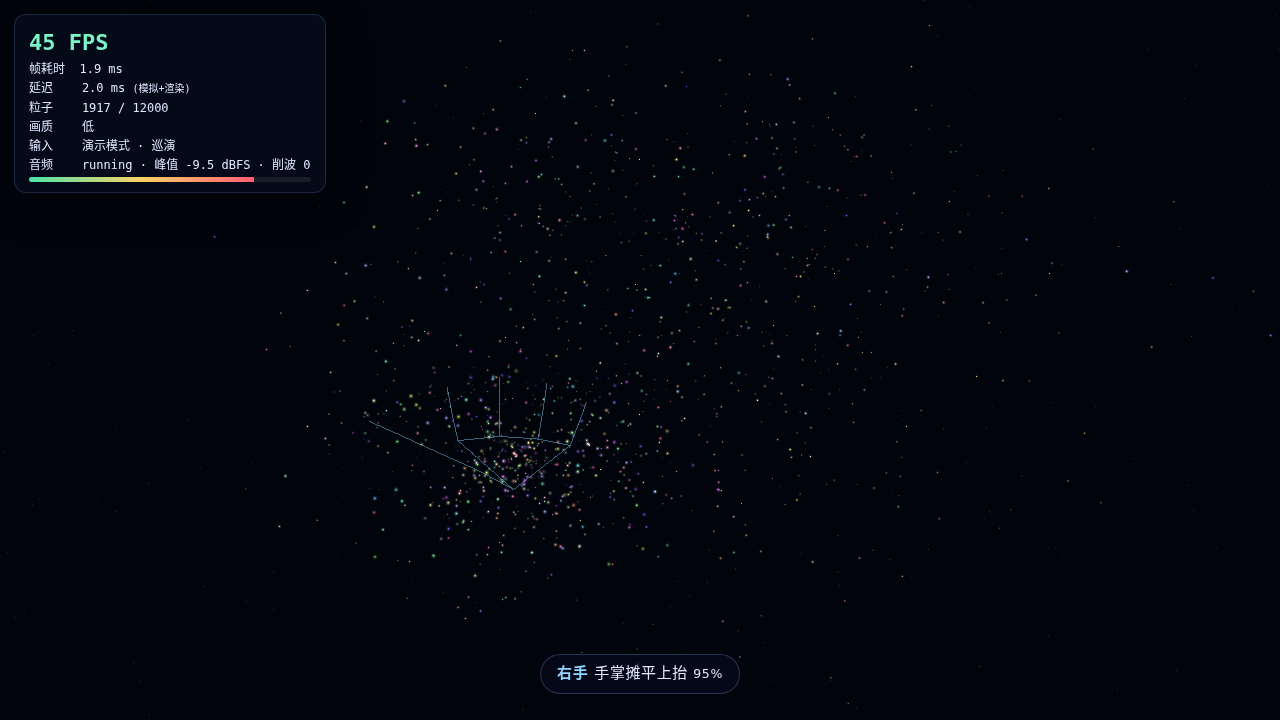 45 FPS
帧耗时 1.9 ms
延迟 2.0 ms (模拟+渲染)
粒子 1917 / 12000
画质 低
输入 演示模式 · 巡演
音频 running · 峰值 -9.5 dBFS · 削波 0
右手 手掌摊平上抬 95%